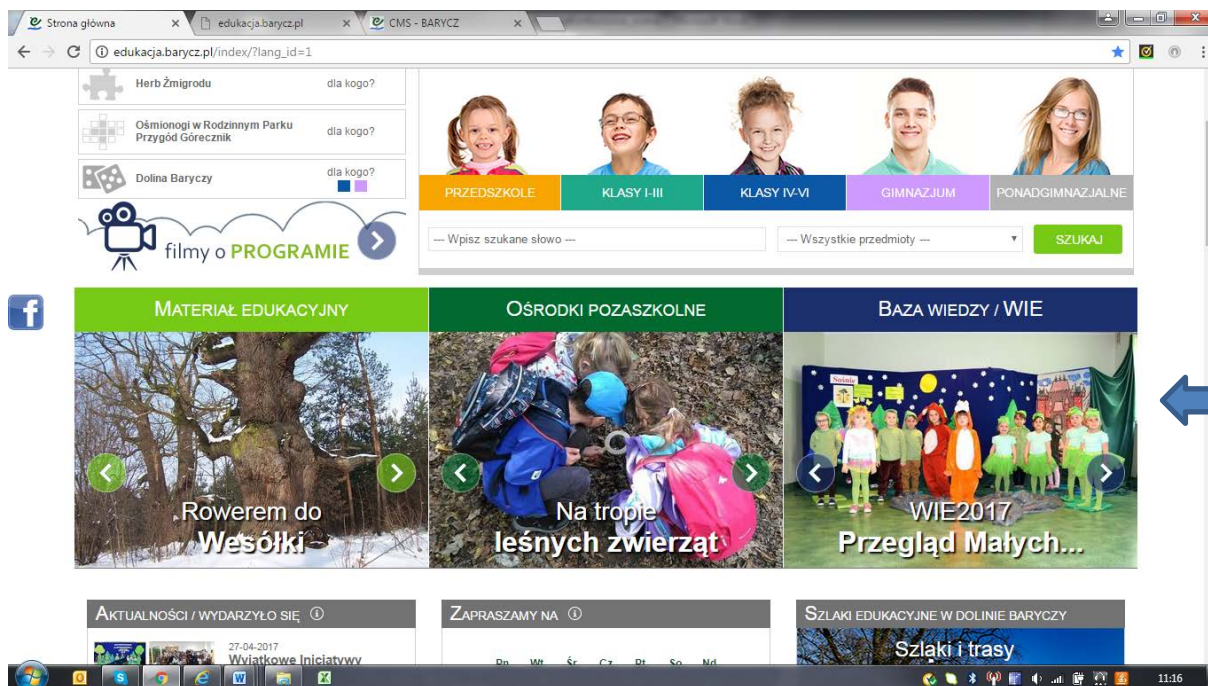 Strona główna
edukacja.barycz.pl
CMS - BARYCZ
edukacja.barycz.pl/index/?lang_id=1
Herb Żmigrodu dla kogo?
Ośmionogi w Rodzinnym Parku
Przygód Górecznik
dla kogo?
Dolina Baryczy dla kogo?
filmy o PROGRAMIE
PRZEDSZKOLE
KLASY I-III
KLASY IV-VI
GIMNAZJUM
PONADGIMNAZJALNE
--- Wpisz szukane słowo ---
--- Wszystkie przedmioty ---
SZUKAJ
f
MATERIAŁ EDUKACYJNY
OŚRODKI POZASZKOLNE
BAZA WIEDZY / WIE
Rowerem do
Wesółki
Na tropie
leśnych zwierząt
Sośnie
WIE2017
Przegląd Małych...
AKTUALNOŚCI / WYDARZYŁO SIĘ
27-04-2017
Wyjątkowe Inicjatywy
ZAPRASZAMY NA
Pn Wt Śr Cz Pt So Nd
SZLAKI EDUKACYJNE W DOLINIE BARYCZY
Szlaki i trasy
11:16